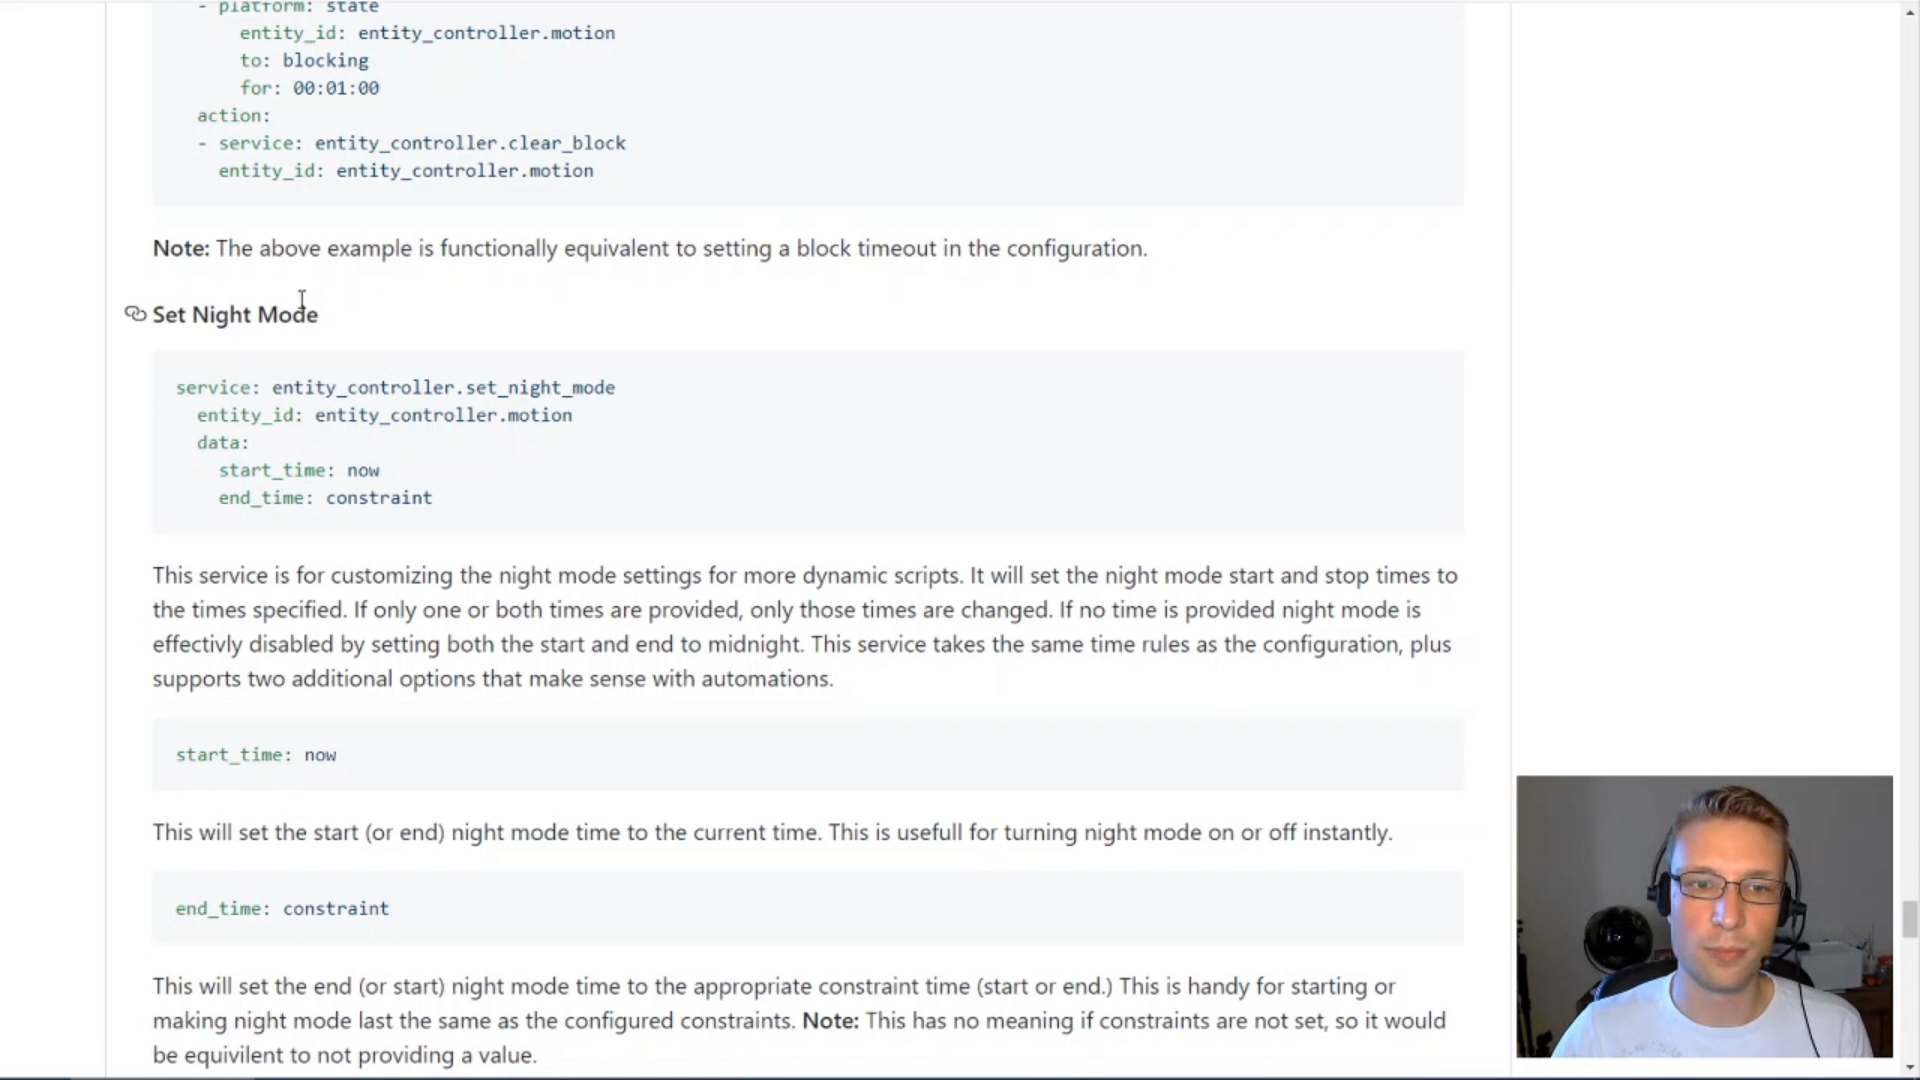 - platform: state
entity_id: entity_controller.motion
to: blocking
for: 00:01:00
action:
- service: entity_controller.clear_block
entity_id: entity_controller.motion
Note: The above example is functionally equivalent to setting a block timeout in the configuration.
Set Night Mode
service: entity_controller.set_night_mode
entity_id: entity_controller.motion
data:
start_time: now
end_time: constraint
This service is for customizing the night mode settings for more dynamic scripts. It will set the night mode start and stop times to
the times specified. If only one or both times are provided, only those times are changed. If no time is provided night mode is
effectivly disabled by setting both the start and end to midnight. This service takes the same time rules as the configuration, plus
supports two additional options that make sense with automations.
start_time: now
This will set the start (or end) night mode time to the current time. This is usefull for turning night mode on or off instantly.
end_time: constraint
This will set the end (or start) night mode time to the appropriate constraint time (start or end.) This is handy for starting or
making night mode last the same as the configured constraints. Note: This has no meaning if constraints are not set, so it would
be equivilent to not providing a value.